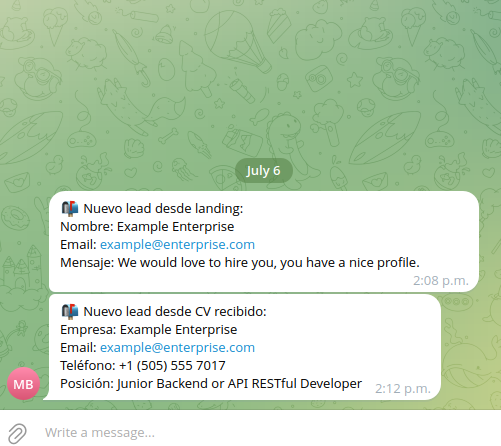 July 6
📬 Nuevo lead desde landing:
Nombre: Example Enterprise
Email: example@enterprise.com
Mensaje: We would love to hire you, you have a nice profile.
2:08 p.m.
📬 Nuevo lead desde CV recibido:
Empresa: Example Enterprise
Email: example@enterprise.com
Teléfono: +1 (505) 555 7017
Posición: Junior Backend or API RESTful Developer
2:12 p.m.
MB
Write a message...